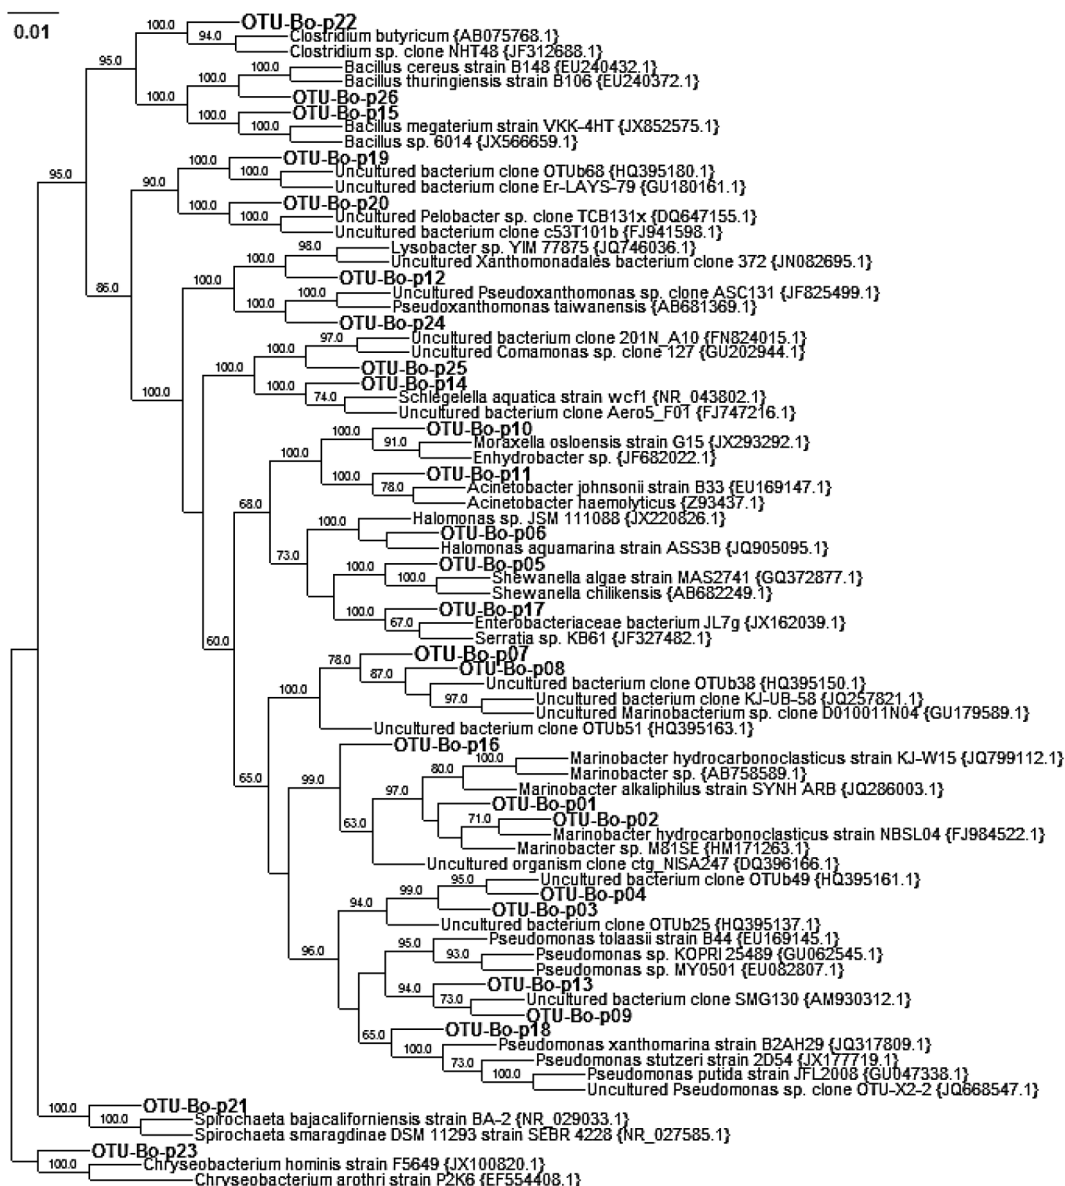 0.01
100.0
OTU-Bo-p22
94.0
Clostridium butyricum {AB075768.1}
Clostridium sp. clone NHT48 {JF312688.1}
95.0
100.0
Bacillus cereus strain B148 {EU240432.1}
100.0
Bacillus thuringiensis strain B106 {EU240372.1}
100.0
OTU-Bo-p26
OTU-Bo-p15
100.0
100.0
Bacillus megaterium strain VKK-4HT {JX852575.1}
Bacillus sp. 6014 {JX566659.1}
95.0
100.0
OTU-Bo-p19
100.0
Uncultured bacterium clone OTUb68 {HQ395180.1}
90.0
Uncultured bacterium clone Er-LAYS-79 {GU180161.1}
100.0
OTU-Bo-p20
100.0
Uncultured Pelobacter sp. clone TCB131x {DQ647155.1}
Uncultured bacterium clone c53T101b {FJ941598.1}
98.0
Lysobacter sp. YIM 77875 {JQ746036.1}
100.0
Uncultured Xanthomonadales bacterium clone 372 {JN082695.1}
100.0
OTU-Bo-p12
86.0
100.0
Uncultured Pseudoxanthomonas sp. clone ASC131 {JF825499.1}
100.0
Pseudoxanthomonas taiwanensis {AB681369.1}
OTU-Bo-p24
97.0
Uncultured bacterium clone 201N_A10 {FN824015.1}
100.0
Uncultured Comamonas sp. clone 127 {GU202944.1}
100.0
OTU-Bo-p25
100.0
OTU-Bo-p14
100.0
74.0
Schlegelella aquatica strain wcf1 {NR_043802.1}
Uncultured bacterium clone Aero5_F01 {FJ747216.1}
100.0
OTU-Bo-p10
91.0
Moraxella osloensis strain G15 {JX293292.1}
100.0
Enhydrobacter sp. {JF682022.1}
100.0
OTU-Bo-p11
78.0
Acinetobacter johnsonii strain B33 {EU169147.1}
68.0
Acinetobacter haemolyticus {Z93437.1}
100.0
Halomonas sp. JSM 111088 {JX220826.1}
OTU-Bo-p06
73.0
Halomonas aquamarina strain ASS3B {JQ905095.1}
100.0
OTU-Bo-p05
100.0
Shewanella algae strain MAS2741 {GQ372877.1}
Shewanella chilikensis {AB682249.1}
100.0
OTU-Bo-p17
67.0
Enterobacteriaceae bacterium JL7g {JX162039.1}
Serratia sp. KB61 {JF327482.1}
60.0
78.0
OTU-Bo-p07
87.0
OTU-Bo-p08
100.0
Uncultured bacterium clone OTUb38 {HQ395150.1}
97.0
Uncultured bacterium clone KJ-UB-58 {JQ257821.1}
Uncultured Marinobacterium sp. clone D010011N04 {GU179589.1}
Uncultured bacterium clone OTUb51 {HQ395163.1}
OTU-Bo-p16
65.0
99.0
100.0
Marinobacter hydrocarbonoclasticus strain KJ-W15 {JQ799112.1}
80.0
Marinobacter sp. {AB758589.1}
97.0
Marinobacter alkaliphilus strain SYNH ARB {JQ286003.1}
OTU-Bo-p01
63.0
71.0
OTU-Bo-p02
Marinobacter hydrocarbonoclasticus strain NBSL04 {FJ984522.1}
Marinobacter sp. M81SE {HM171263.1}
Uncultured organism clone ctg_NISA247 {DQ396166.1}
95.0
Uncultured bacterium clone OTUb49 {HQ395161.1}
99.0
OTU-Bo-p04
94.0
OTU-Bo-p03
Uncultured bacterium clone OTUb25 {HQ395137.1}
96.0
95.0
Pseudomonas tolaasii strain B44 {EU169145.1}
93.0
Pseudomonas sp. KOPRI 25489 {GU062545.1}
Pseudomonas sp. MY0501 {EU082807.1}
94.0
OTU-Bo-p13
73.0
Uncultured bacterium clone SMG130 {AM930312.1}
OTU-Bo-p09
65.0
OTU-Bo-p18
100.0
Pseudomonas xanthomarina strain B2AH29 {JQ317809.1}
73.0
Pseudomonas stutzeri strain 2D54 {JX177719.1}
100.0
Pseudomonas putida strain JFL2008 {GU047338.1}
Uncultured Pseudomonas sp. clone OTU-X2-2 {JQ668547.1}
100.0
OTU-Bo-p21
100.0
Spirochaeta bajacaliforniensis strain BA-2 {NR_029033.1}
Spirochaeta smaragdinae DSM 11293 strain SEBR 4228 {NR_027585.1}
OTU-Bo-p23
100.0
Chryseobacterium hominis strain F5649 {JX100820.1}
Chryseobacterium arothri strain P2K6 {EF554408.1}